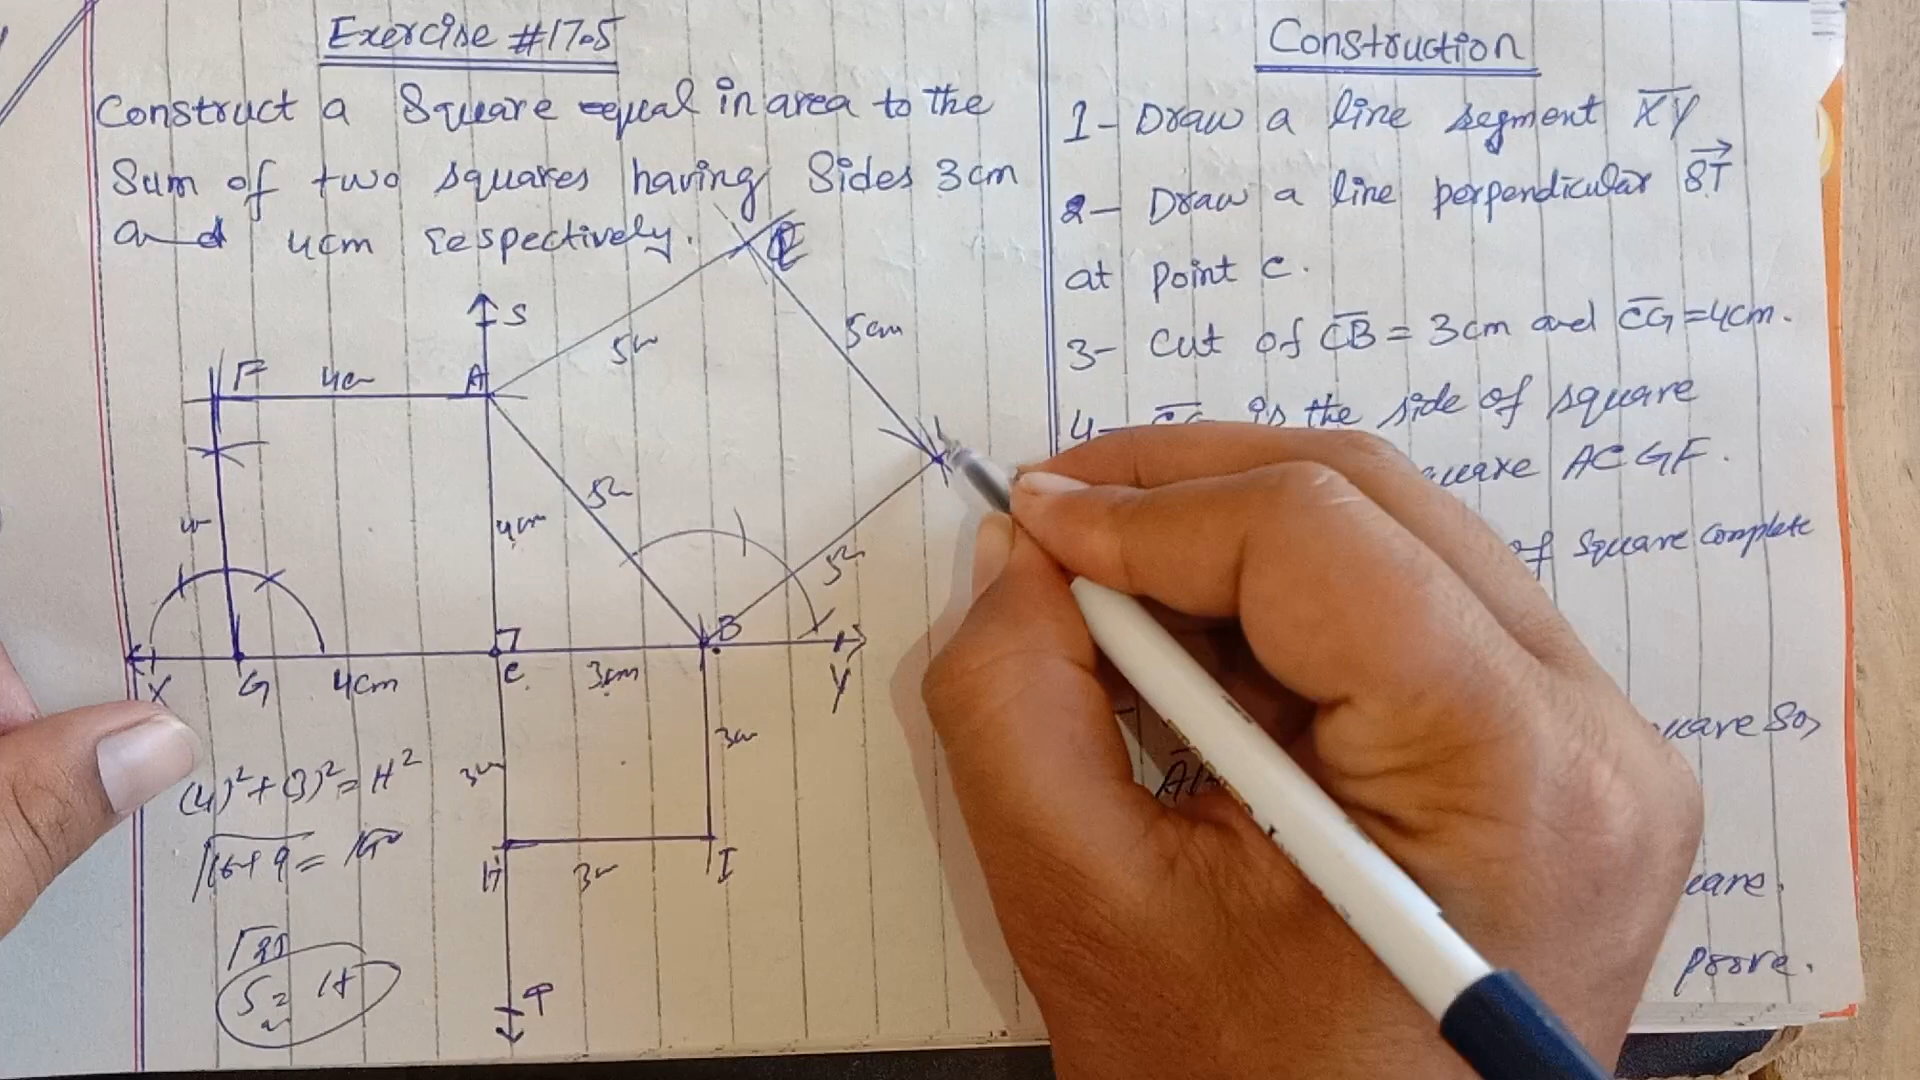 Exercise #17.5
Construct a Square equal in area to the
Sum of two squares having Sides 3cm
and 4cm respectively.
E
S
5cm
5cm
F
4cm
A
5cm
4cm
5cm
B
X
G
4cm
C
3cm
Y
3cm
3cm
(4)²+(3)²=H²
√16+9 =
H
3cm
I
T
Construction
1- Draw a line segment XY
2- Draw a line perpendicular ST
at point C.
3- Cut of CB = 3cm and CG=4cm.
4- is the side of square
ACGF.
of Square complete
So,
prove.